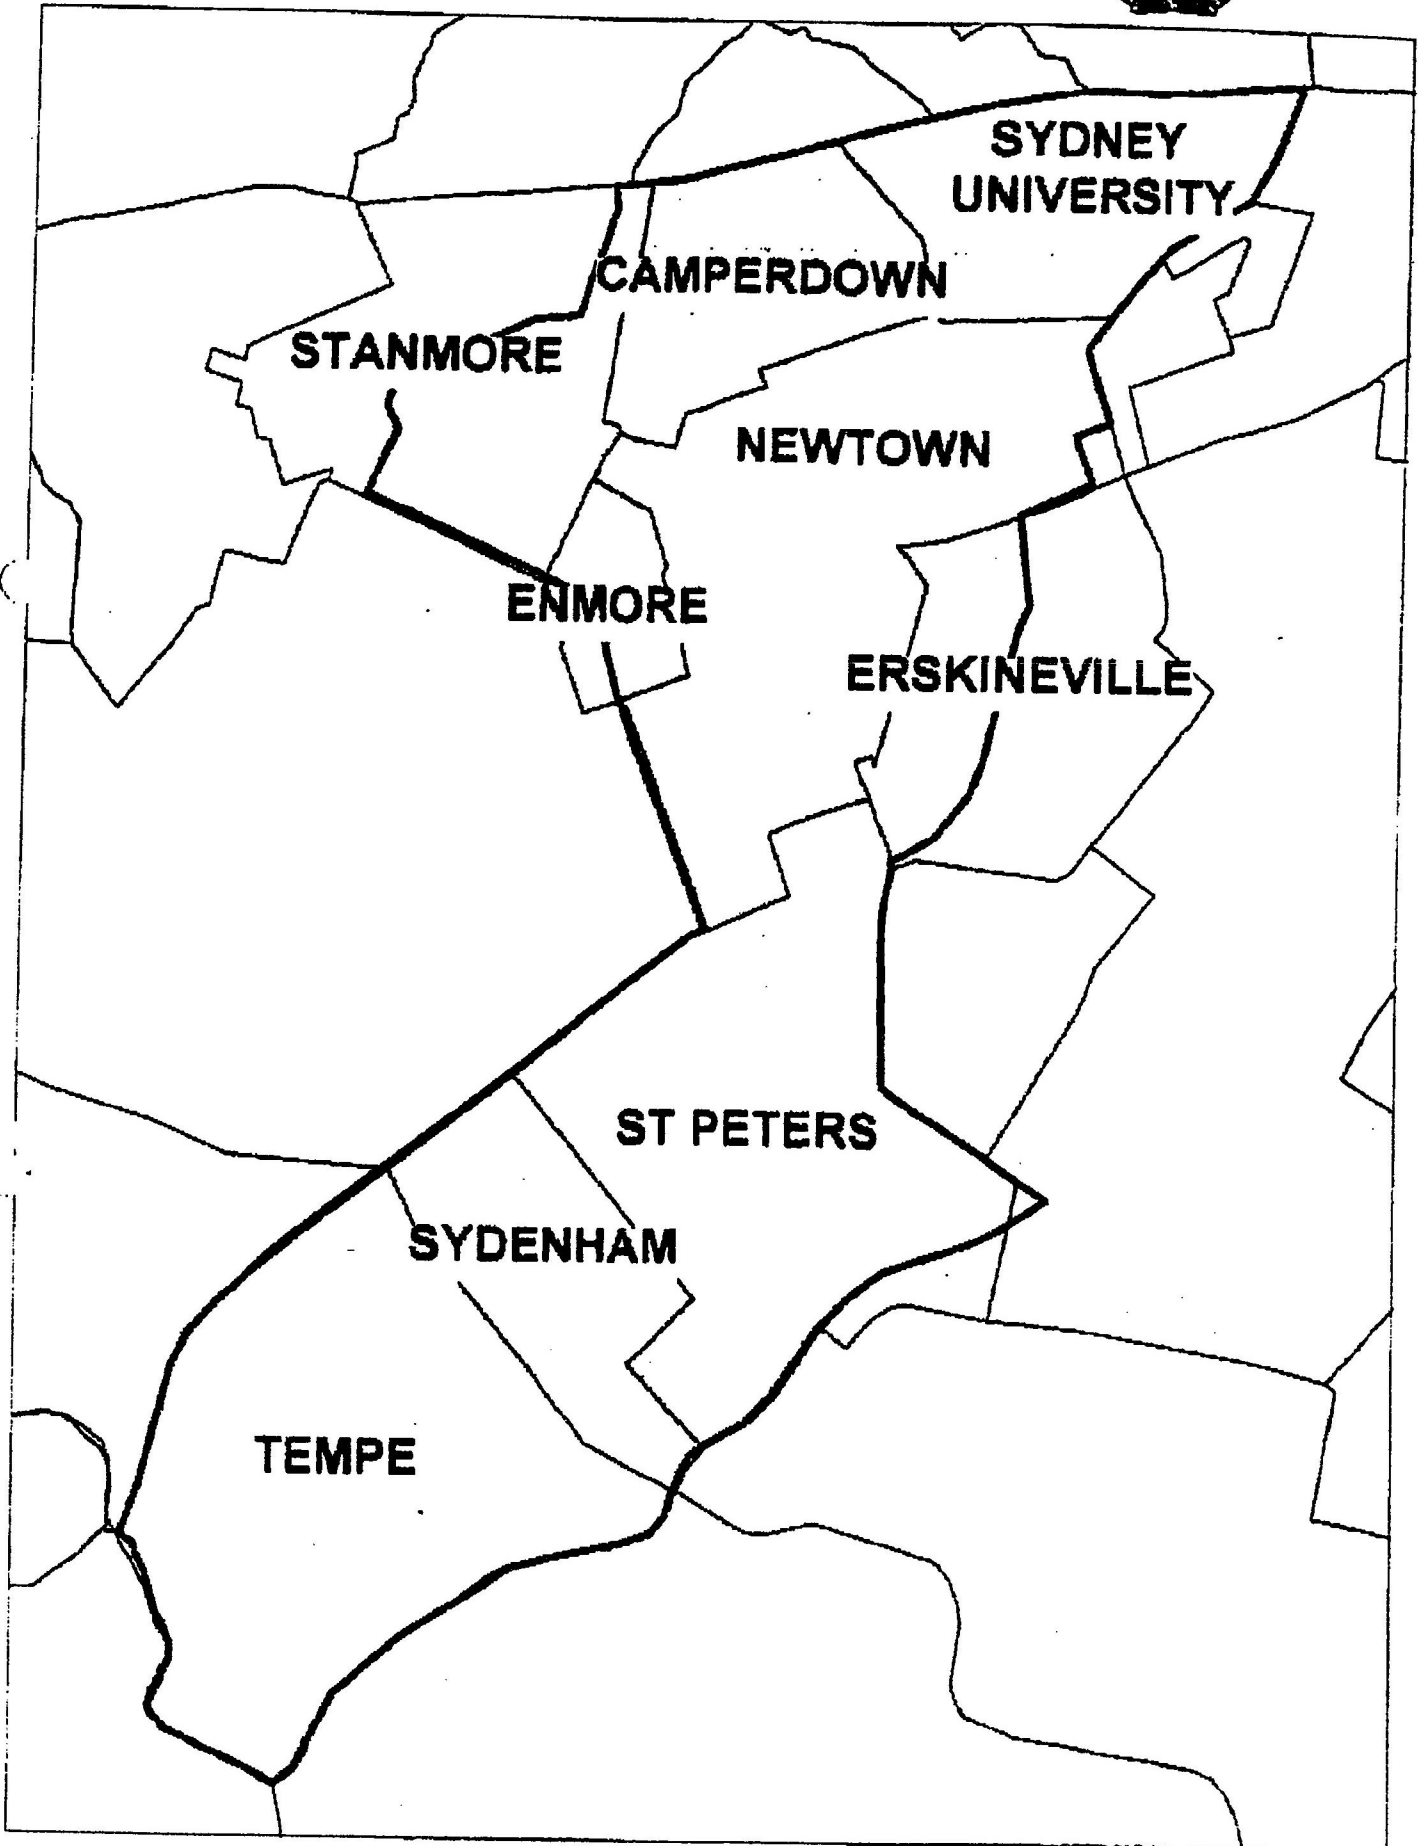 SYDNEY
UNIVERSITY
CAMPERDOWN
STANMORE
NEWTOWN
ENMORE
ERSKINEVILLE
ST PETERS
SYDENHAM
TEMPE